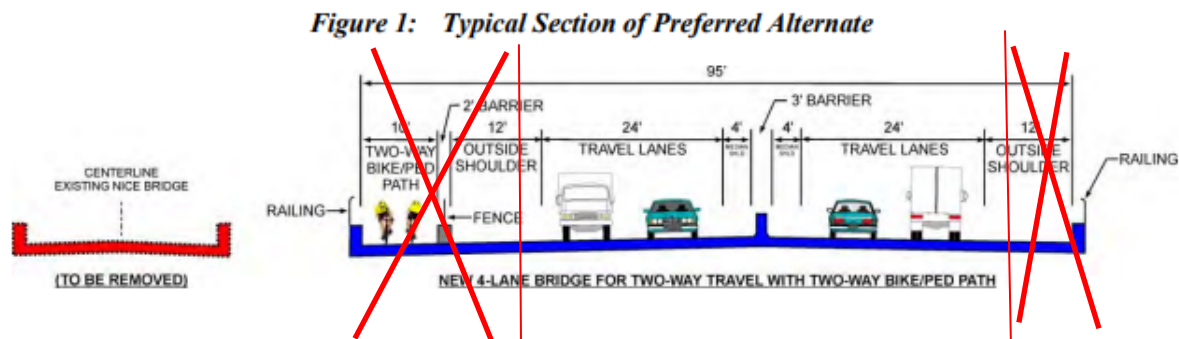 Figure 1: Typical Section of Preferred Alternate
95'
2' BARRIER
3' BARRIER
10'
12'
24'
4'
4'
24'
12'
TWO-WAY
BIKE/PED
PATH
OUTSIDE
SHOULDER
TRAVEL LANES
TRAVEL LANES
OUTSIDE
SHOULDER
RAILING
CENTERLINE
EXISTING NICE BRIDGE
RAILING
FENCE
(TO BE REMOVED)
NEW 4-LANE BRIDGE FOR TWO-WAY TRAVEL WITH TWO-WAY BIKE/PED PATH